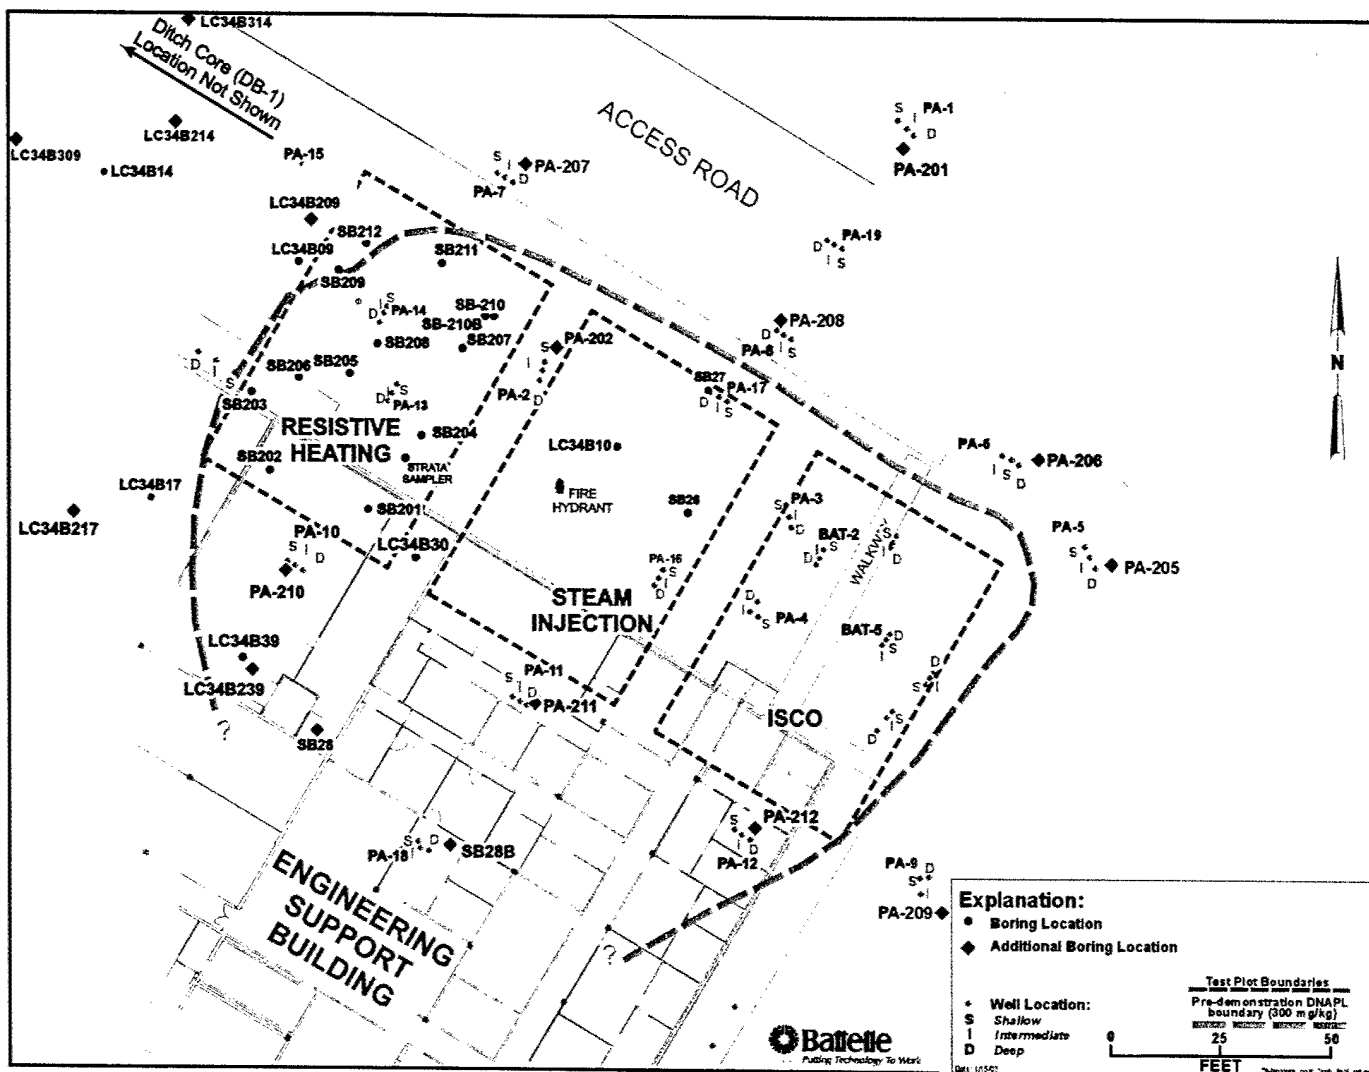 LC34B314
Ditch Core (DB-1)
Location Not Shown
LC34B214
LC34B309
LC34B14
PA-15
LC34B209
LC34B09
SB212
SB211
SB209
PA-7
S
I
D
PA-207
ACCESS ROAD
S
PA-1
I
D
PA-201
D
PA-19
I
S
PA-208
D
I
S
N
S
D
I
PA-14
SB-210
SB-210B
SB208
SB207
S
PA-202
I
PA-2
D
SB206
SB205
D
I
S
SB203
S
D
I
PA-13
SB27
PA-17
D
I
S
RESISTIVE
HEATING
SB204
STRATA
SAMPLER
LC34B10
FIRE
HYDRANT
SB202
SB201
LC34B17
LC34B217
PA-10
S
I
D
LC34B30
PA-210
PA-6
I
S
D
PA-206
PA-5
S
I
D
PA-205
PA-3
S
I
D
BAT-2
I
S
D
WALKWAY
S
I
D
PA-16
S
I
D
STEAM
INJECTION
D
I
S
PA-4
BAT-5
D
S
I
LC34B39
LC34B239
PA-11
S
I
D
PA-211
D
S
I
ISCO
S
I
D
?
SB28
PA-212
S
I
D
PA-12
PA-18
S
I
D
SB28B
PA-9
D
S
I
PA-209
?
ENGINEERING
SUPPORT
BUILDING
Explanation:
Boring Location
Additional Boring Location
Well Location:
S Shallow
I Intermediate
D Deep
Test Plot Boundaries
Pre-demonstration DNAPL
boundary (300 mg/kg)
0 25 50
FEET
Battelle
Putting Technology To Work